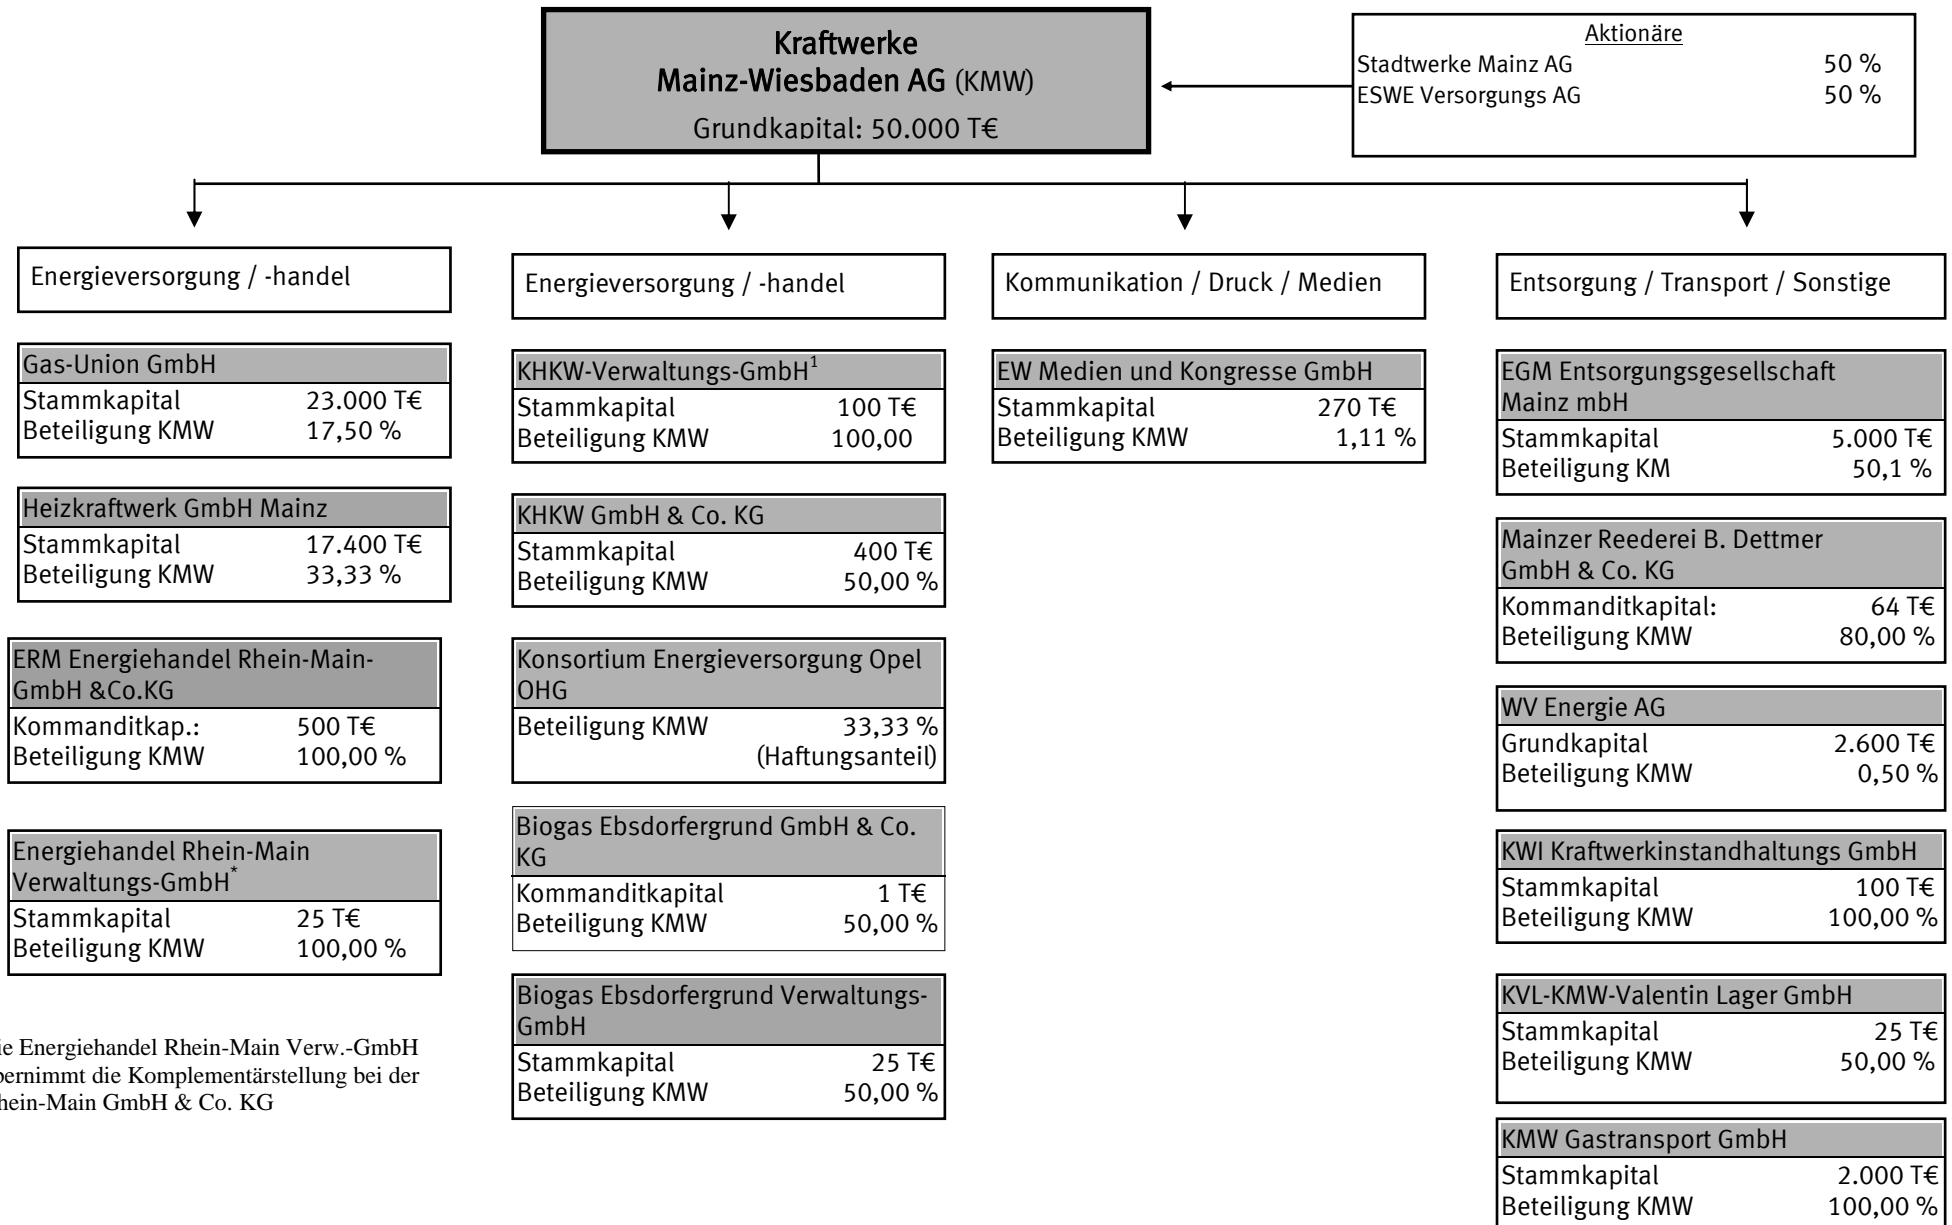 Kraftwerke
Mainz-Wiesbaden AG (KMW)
Grundkapital: 50.000 T€
Aktionäre
Stadtwerke Mainz AG 50 %
ESWE Versorgungs AG 50 %
Energieversorgung / -handel
Gas-Union GmbH
Stammkapital 23.000 T€
Beteiligung KMW 17,50 %
Heizkraftwerk GmbH Mainz
Stammkapital 17.400 T€
Beteiligung KMW 33,33 %
ERM Energiehandel Rhein-Main-
GmbH &Co.KG
Kommanditkap.: 500 T€
Beteiligung KMW 100,00 %
Energiehandel Rhein-Main
Verwaltungs-GmbH*
Stammkapital 25 T€
Beteiligung KMW 100,00 %
ie Energiehandel Rhein-Main Verw.-GmbH
bernimmt die Komplementärstellung bei der
hein-Main GmbH & Co. KG
Energieversorgung / -handel
KHKW-Verwaltungs-GmbH¹
Stammkapital 100 T€
Beteiligung KMW 100,00
KHKW GmbH & Co. KG
Stammkapital 400 T€
Beteiligung KMW 50,00 %
Konsortium Energieversorgung Opel
OHG
Beteiligung KMW 33,33 %
(Haftungsanteil)
Biogas Ebsdorfergrund GmbH & Co.
KG
Kommanditkapital 1 T€
Beteiligung KMW 50,00 %
Biogas Ebsdorfergrund Verwaltungs-
GmbH
Stammkapital 25 T€
Beteiligung KMW 50,00 %
Kommunikation / Druck / Medien
EW Medien und Kongresse GmbH
Stammkapital 270 T€
Beteiligung KMW 1,11 %
Entsorgung / Transport / Sonstige
EGM Entsorgungsgesellschaft
Mainz mbH
Stammkapital 5.000 T€
Beteiligung KM 50,1 %
Mainzer Reederei B. Dettmer
GmbH & Co. KG
Kommanditkapital: 64 T€
Beteiligung KMW 80,00 %
WV Energie AG
Grundkapital 2.600 T€
Beteiligung KMW 0,50 %
KWI Kraftwerkinstandhaltungs GmbH
Stammkapital 100 T€
Beteiligung KMW 100,00 %
KVL-KMW-Valentin Lager GmbH
Stammkapital 25 T€
Beteiligung KMW 50,00 %
KMW Gastransport GmbH
Stammkapital 2.000 T€
Beteiligung KMW 100,00 %